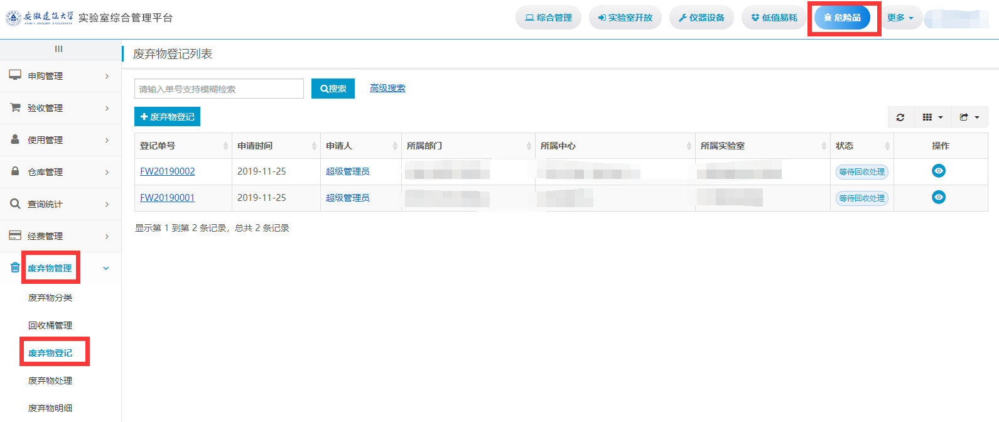 安徽建筑大学 实验室综合管理平台
ANHUI JIANZHU UNIVERSITY
综合管理
实验室开放
仪器设备
低值易耗
危险品
更多
申购管理
验收管理
使用管理
仓库管理
查询统计
经费管理
废弃物管理
废弃物分类
回收桶管理
废弃物登记
废弃物处理
废弃物明细
废弃物登记列表
请输入单号支持模糊检索 搜索 高级搜索
废弃物登记
登记单号 申请时间 申请人 所属部门 所属中心 所属实验室 状态 操作
FW20190002 2019-11-25 超级管理员 等待回收处理
FW20190001 2019-11-25 超级管理员 等待回收处理
显示第 1 到第 2 条记录，总共 2 条记录